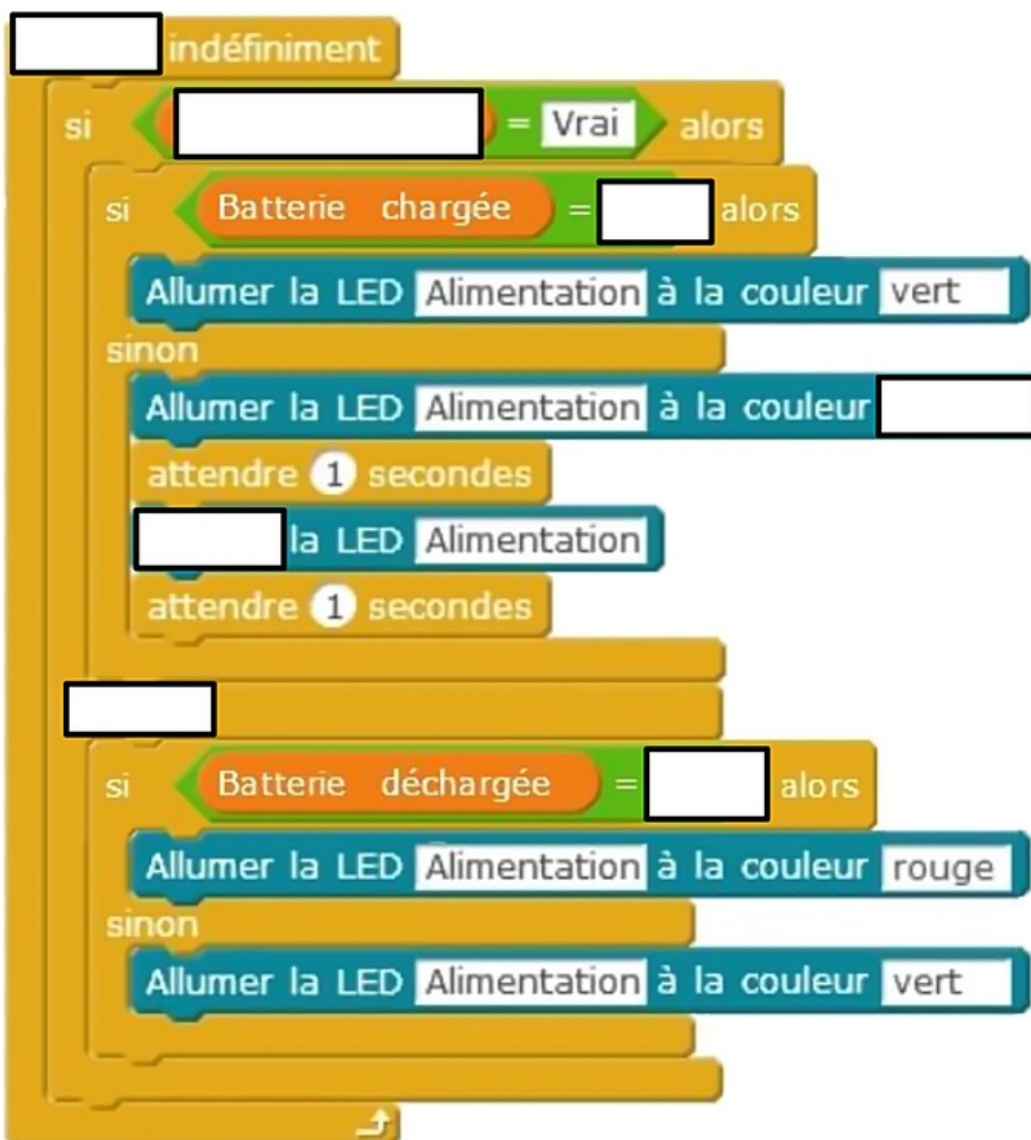 indéfiniment
si = Vrai alors
si Batterie chargée = alors
Allumer la LED Alimentation à la couleur vert
sinon
Allumer la LED Alimentation à la couleur
attendre 1 secondes
la LED Alimentation
attendre 1 secondes
si Batterie déchargée = alors
Allumer la LED Alimentation à la couleur rouge
sinon
Allumer la LED Alimentation à la couleur vert